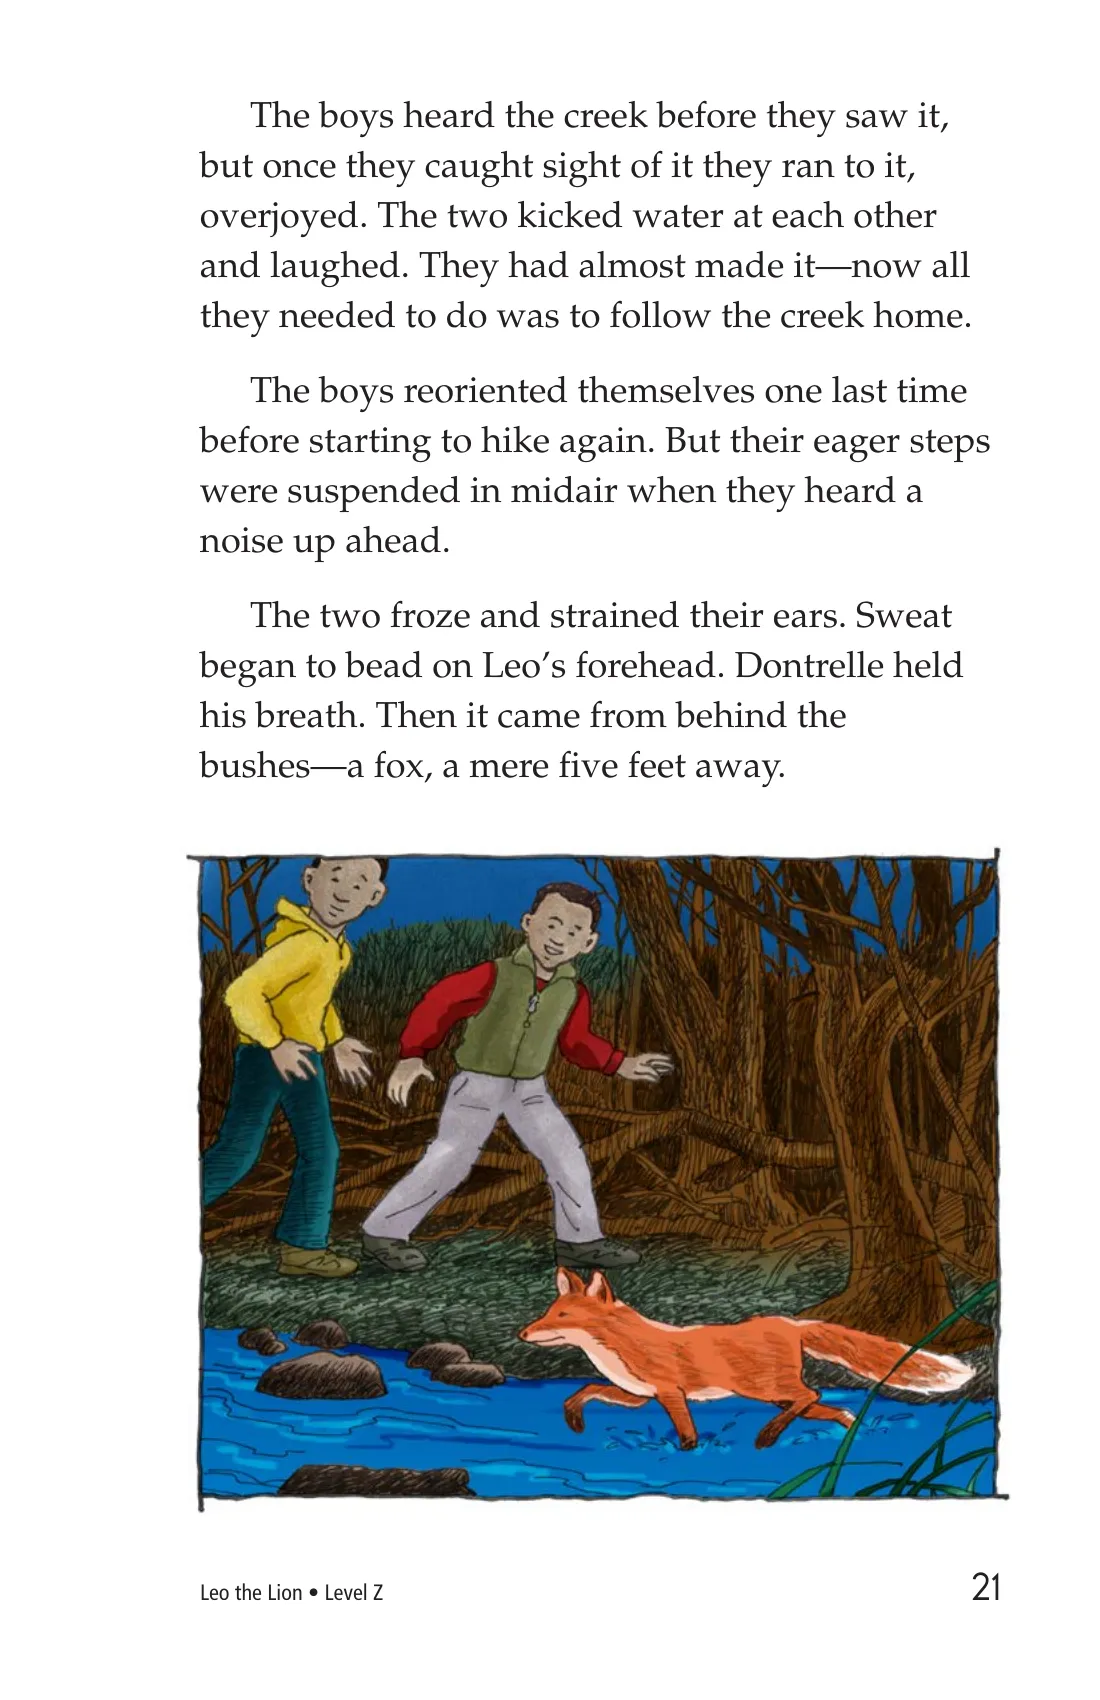 The boys heard the creek before they saw it,
but once they caught sight of it they ran to it,
overjoyed. The two kicked water at each other
and laughed. They had almost made it—now all
they needed to do was to follow the creek home.
The boys reoriented themselves one last time
before starting to hike again. But their eager steps
were suspended in midair when they heard a
noise up ahead.
The two froze and strained their ears. Sweat
began to bead on Leo’s forehead. Dontrelle held
his breath. Then it came from behind the
bushes—a fox, a mere five feet away.
Leo the Lion • Level Z
21